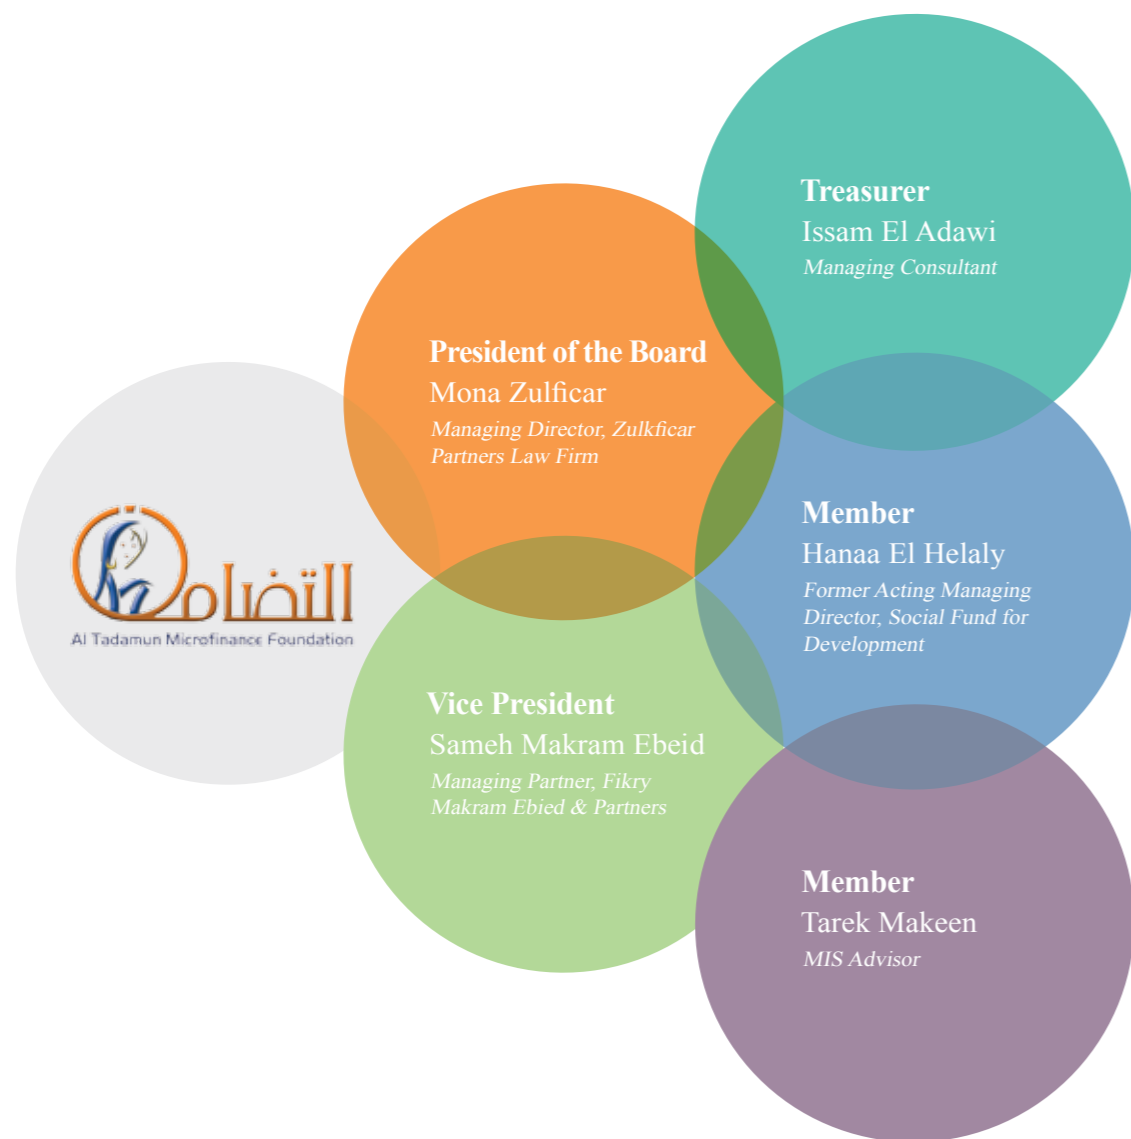 التضامن
Al Tadamun Microfinance Foundation
President of the Board
Mona Zulficar
Managing Director, Zulkficar
Partners Law Firm
Vice President
Sameh Makram Ebeid
Managing Partner, Fikry
Makram Ebied & Partners
Treasurer
Issam El Adawi
Managing Consultant
Member
Hanaa El Helaly
Former Acting Managing
Director, Social Fund for
Development
Member
Tarek Makeen
MIS Advisor